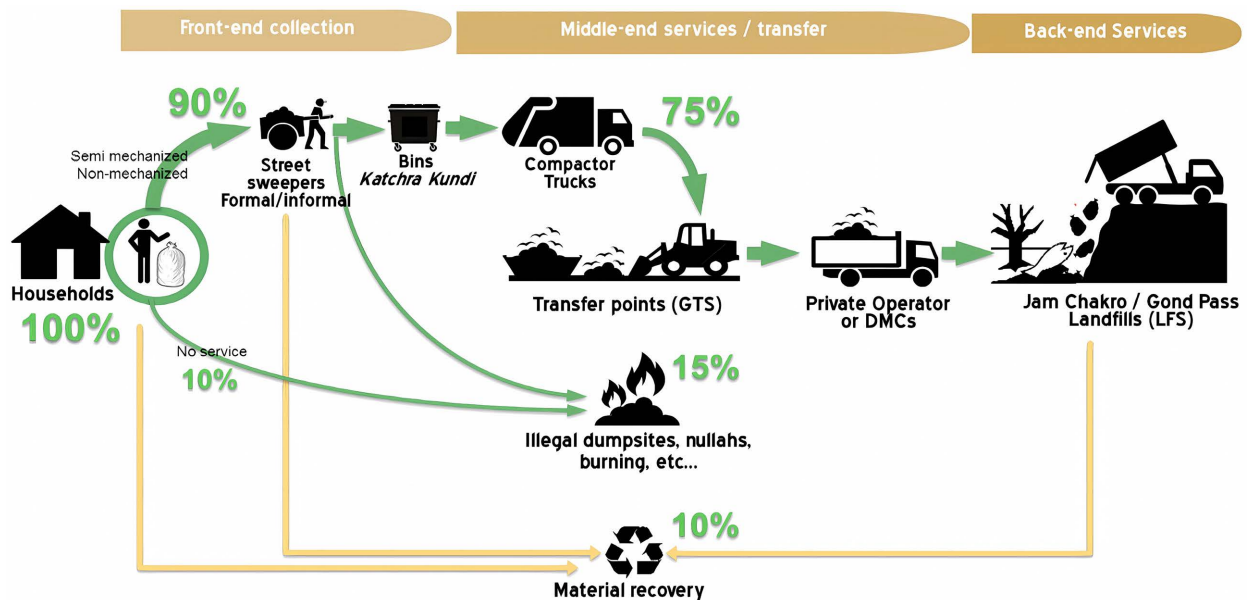 Front-end collection
Middle-end services / transfer
Back-end Services
90%
75%
Semi mechanized
Non-mechanized
Street
sweepers
Formal/informal
Bins
Katchra Kundi
Compactor
Trucks
Households
100%
Transfer points (GTS)
Private Operator
or DMCs
Jam Chakro / Gond Pass
Landfills (LFS)
No service
10%
15%
Illegal dumpsites, nullahs,
burning, etc...
10%
Material recovery